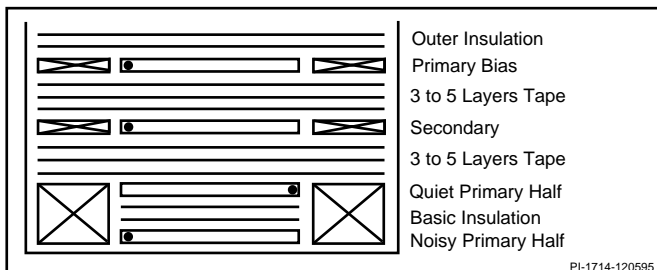 Outer Insulation
Primary Bias
3 to 5 Layers Tape
Secondary
3 to 5 Layers Tape
Quiet Primary Half
Basic Insulation
Noisy Primary Half
PI-1714-120595